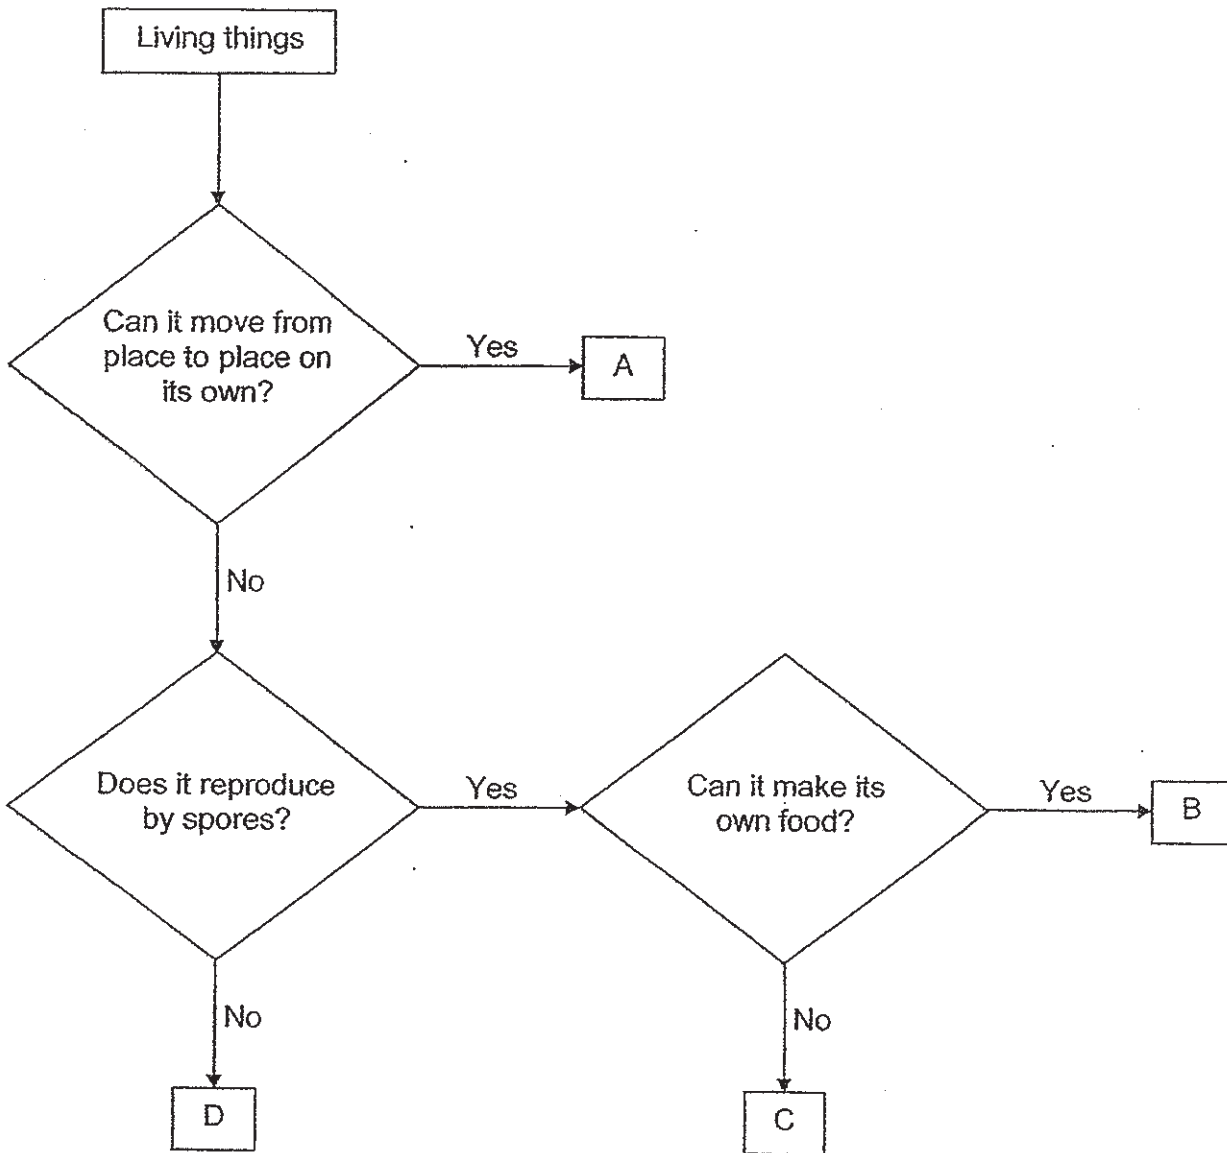 Living things
Can it move from
place to place on
its own?
Yes
A
No
Does it reproduce
by spores?
Yes
Can it make its
own food?
Yes
B
No
D
No
C